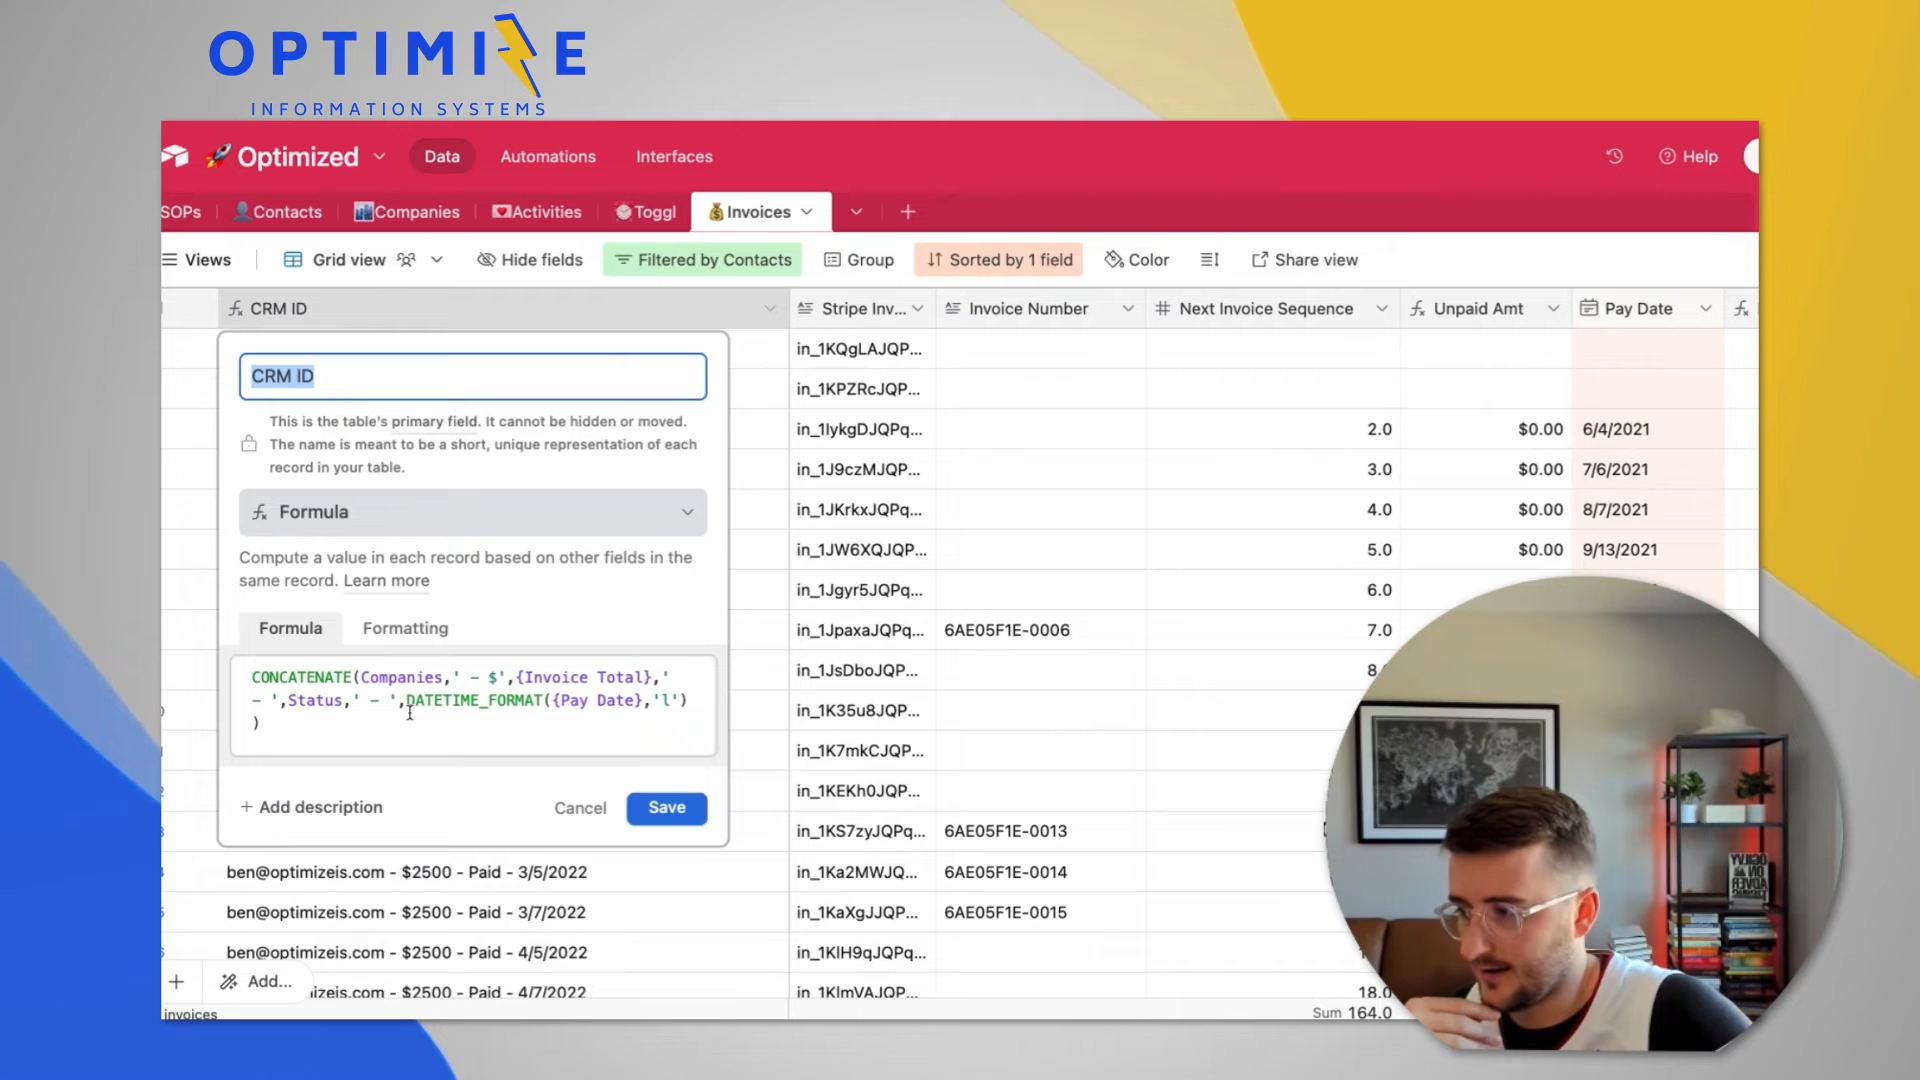 OPTIMIZE
INFORMATION SYSTEMS
Optimized
Data
Automations
Interfaces
Help
SOPs
Contacts
Companies
Activities
Toggl
Invoices
Views
Grid view
Hide fields
Filtered by Contacts
Group
Sorted by 1 field
Color
Share view
CRM ID
Stripe Inv...
Invoice Number
Next Invoice Sequence
Unpaid Amt
Pay Date
CRM ID
This is the table's primary field. It cannot be hidden or moved.
The name is meant to be a short, unique representation of each
record in your table.
Formula
Compute a value in each record based on other fields in the
same record. Learn more
Formula
Formatting
CONCATENATE(Companies,' – $',{Invoice Total},'
– ',Status,' – ',DATETIME_FORMAT({Pay Date},'l')
)
+ Add description
Cancel
Save
in_1KQgLAJQP...
in_1KPZRcJQP...
in_1IykgDJQPq... 2.0 $0.00 6/4/2021
in_1J9czMJQP... 3.0 $0.00 7/6/2021
in_1JKrkxJQPq... 4.0 $0.00 8/7/2021
in_1JW6XQJQP... 5.0 $0.00 9/13/2021
in_1Jgyr5JQPq... 6.0
in_1JpaxaJQPq... 6AE05F1E-0006 7.0
in_1JsDboJQP... 8.
in_1K35u8JQP...
in_1K7mkCJQP...
in_1KEKh0JQP...
in_1KS7zyJQPq... 6AE05F1E-0013
ben@optimizeis.com - $2500 - Paid - 3/5/2022 in_1Ka2MWJQ... 6AE05F1E-0014
ben@optimizeis.com - $2500 - Paid - 3/7/2022 in_1KaXgJJQP... 6AE05F1E-0015
ben@optimizeis.com - $2500 - Paid - 4/5/2022 in_1KlH9qJQPq...
+ Add...
izeis.com - $2500 - Paid - 4/7/2022 in_1KlmVAJQP... 18.0
invoices
Sum 164.0
OGILVY
ON
ADVER
TISING